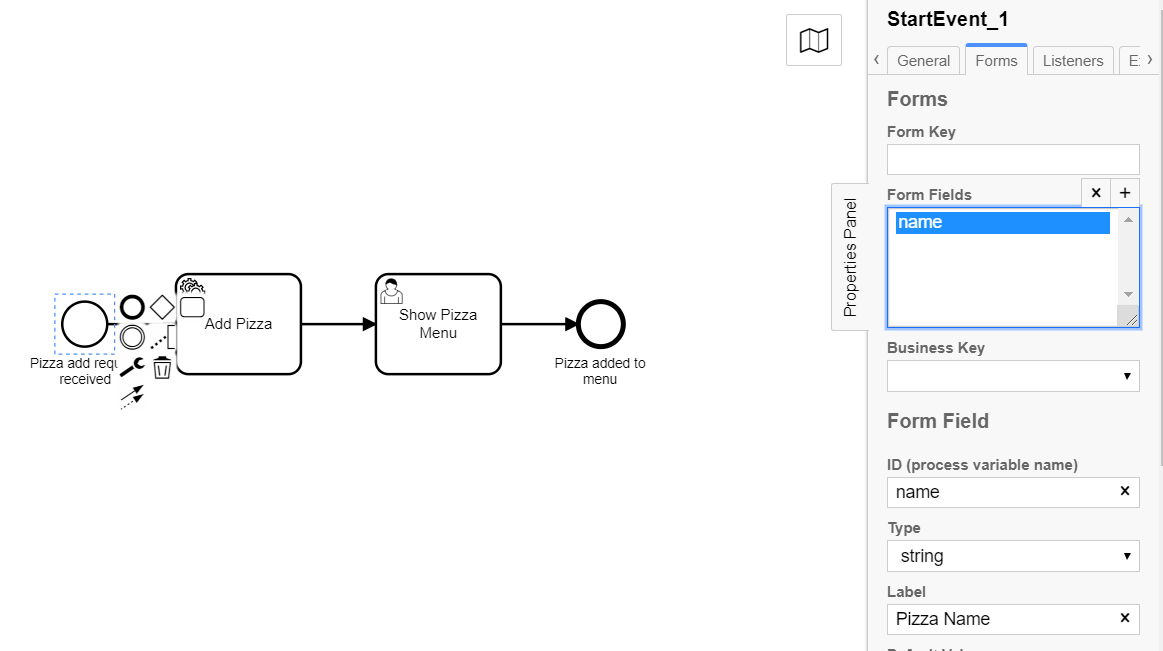 StartEvent_1
General
Forms
Listeners
Forms
Form Key
Form Fields
name
Properties Panel
Business Key
Form Field
ID (process variable name)
name
Type
string
Label
Pizza Name
Pizza add requ
received
Add Pizza
Show Pizza
Menu
Pizza added to
menu